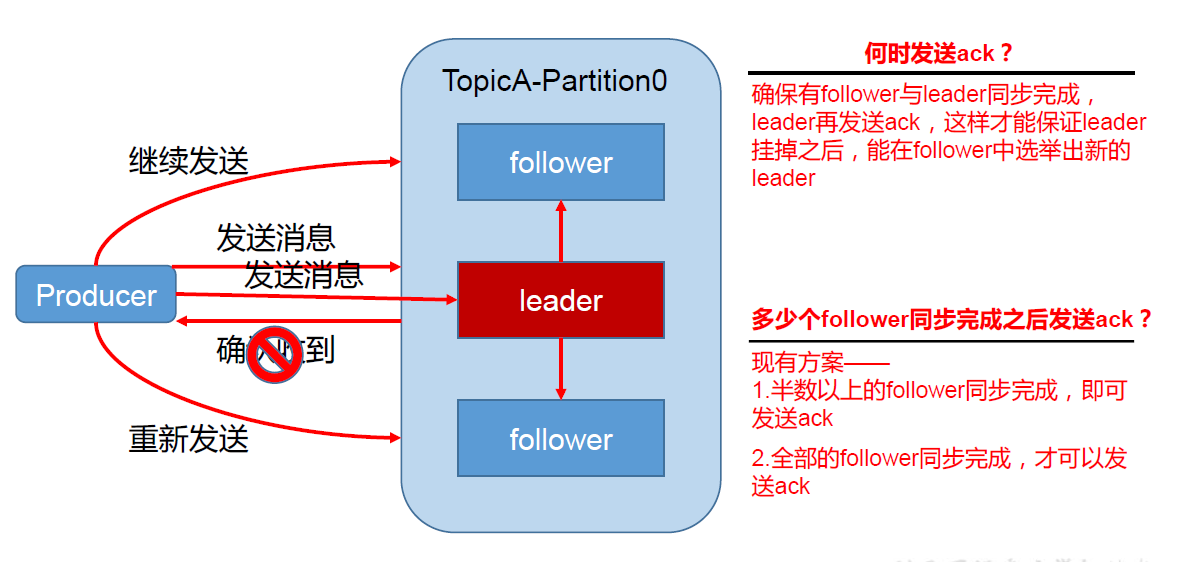 何时发送ack？
TopicA-Partition0
确保有follower与leader同步完成，
leader再发送ack，这样才能保证leader
挂掉之后，能在follower中选举出新的
leader
继续发送
follower
发送消息
发送消息
Producer
leader
多少个follower同步完成之后发送ack？
收到
现有方案——
1.半数以上的follower同步完成，即可
发送ack
重新发送
follower
2.全部的follower同步完成，才可以发
送ack